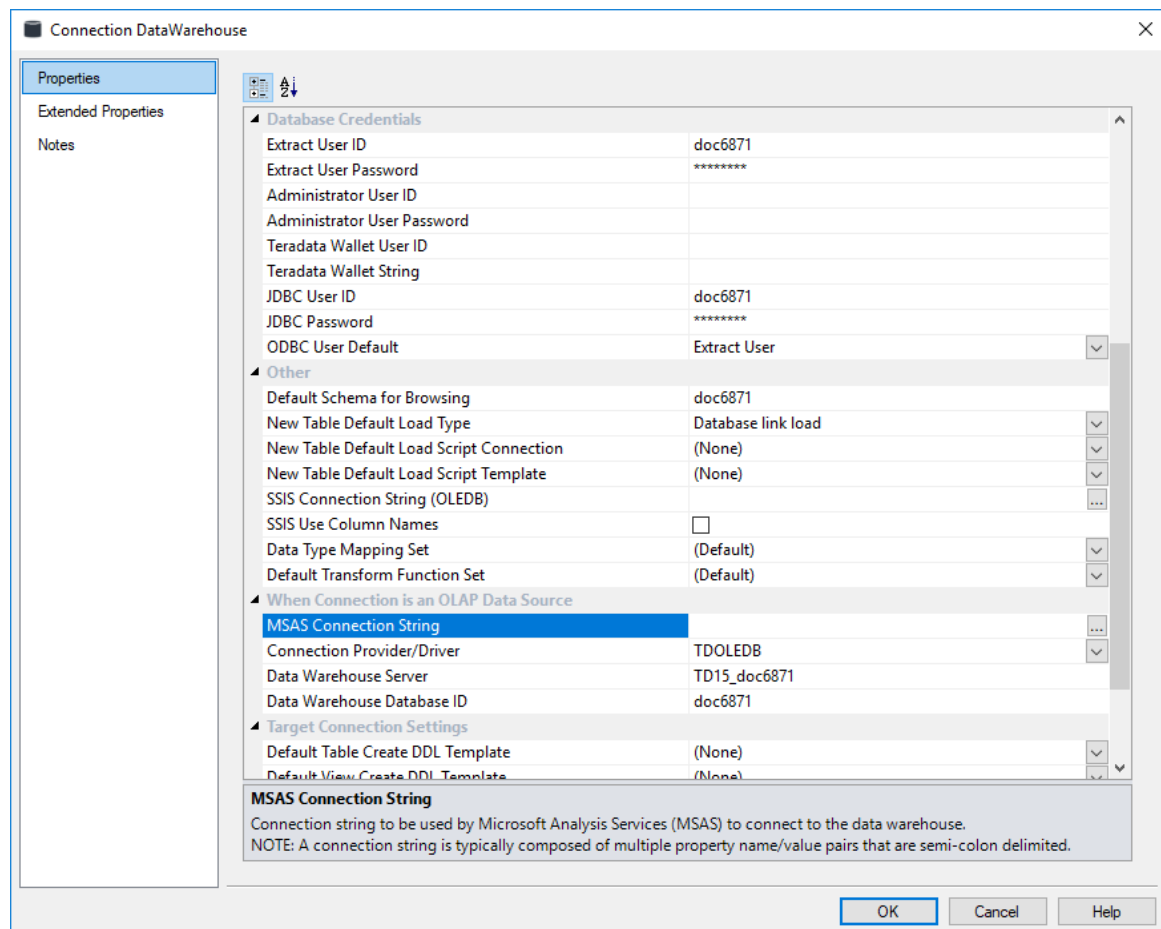 Connection DataWarehouse
Properties
Extended Properties
Notes
Database Credentials
Extract User ID doc6871
Extract User Password ********
Administrator User ID
Administrator User Password
Teradata Wallet User ID
Teradata Wallet String
JDBC User ID doc6871
JDBC Password ********
ODBC User Default Extract User
Other
Default Schema for Browsing doc6871
New Table Default Load Type Database link load
New Table Default Load Script Connection (None)
New Table Default Load Script Template (None)
SSIS Connection String (OLEDB) ...
SSIS Use Column Names
Data Type Mapping Set (Default)
Default Transform Function Set (Default)
When Connection is an OLAP Data Source
MSAS Connection String ...
Connection Provider/Driver TDOLEDB
Data Warehouse Server TD15_doc6871
Data Warehouse Database ID doc6871
Target Connection Settings
Default Table Create DDL Template (None)
Default View Create DDL Template (None)
MSAS Connection String
Connection string to be used by Microsoft Analysis Services (MSAS) to connect to the data warehouse.
NOTE: A connection string is typically composed of multiple property name/value pairs that are semi-colon delimited.
OK Cancel Help